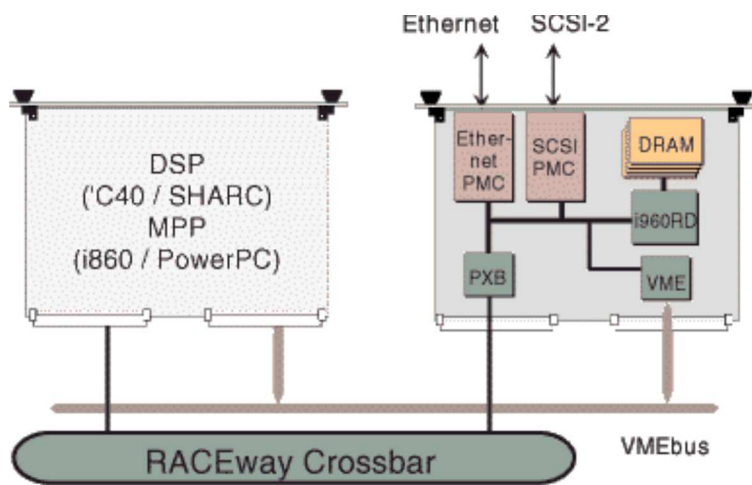 Ethernet SCSI-2
DSP
('C40 / SHARC)
MPP
(i860 / PowerPC)
Ether-
net
PMC
SCSI
PMC
DRAM
i960RD
PXB
VME
VMEbus
RACEway Crossbar